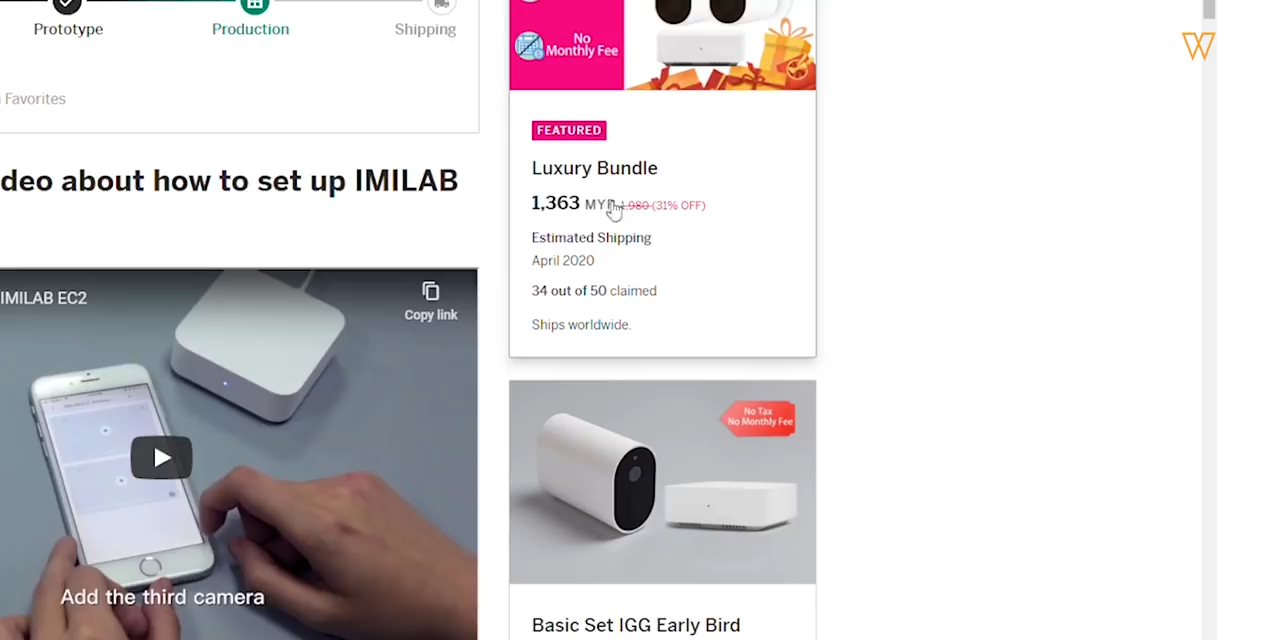 Prototype
Production
Shipping
Favorites
deo about how to set up IMILAB
IMILAB EC2
Copy link
Add the third camera
No
Monthly Fee
FEATURED
Luxury Bundle
1,363 MYR 1,980 (31% OFF)
Estimated Shipping
April 2020
34 out of 50 claimed
Ships worldwide.
No Tax
No Monthly Fee
Basic Set IGG Early Bird